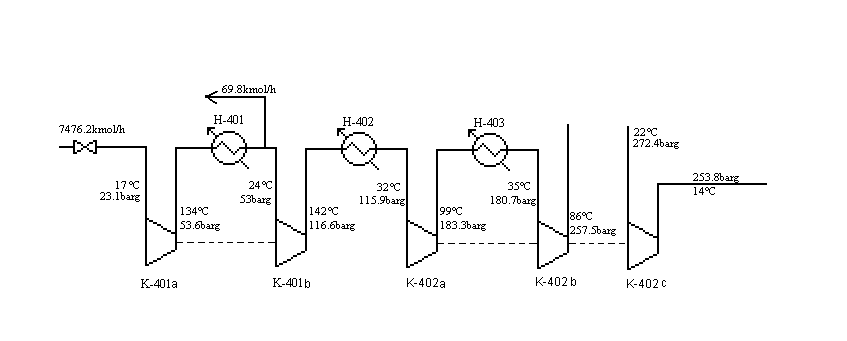 69.8kmol/h
7476.2kmol/h
H-401
H-402
H-403
17°C
23.1barg
134°C
53.6barg
24°C
53barg
142°C
116.6barg
32°C
115.9barg
99°C
183.3barg
35°C
180.7barg
86°C
257.5barg
22°C
272.4barg
253.8barg
14°C
K-401a
K-401b
K-402a
K-402b
K-402c